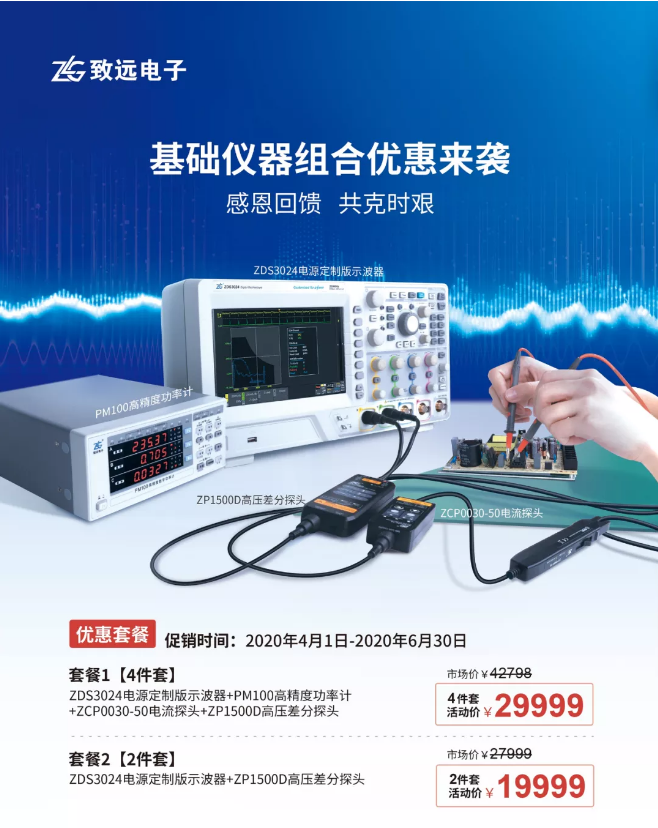 ZLG 致远电子
基础仪器组合优惠来袭
感恩回馈 共克时艰
ZDS3024电源定制版示波器
ZDS3024
PM100高精度功率计
235.37
0.705
0.0327
ZP1500D高压差分探头
ZCP0030-50电流探头
优惠套餐 促销时间：2020年4月1日-2020年6月30日
套餐1【4件套】
市场价￥42798
ZDS3024电源定制版示波器+PM100高精度功率计
+ZCP0030-50电流探头+ZP1500D高压差分探头
4件套
活动价￥29999
套餐2【2件套】
市场价￥27999
ZDS3024电源定制版示波器+ZP1500D高压差分探头
2件套
活动价￥19999